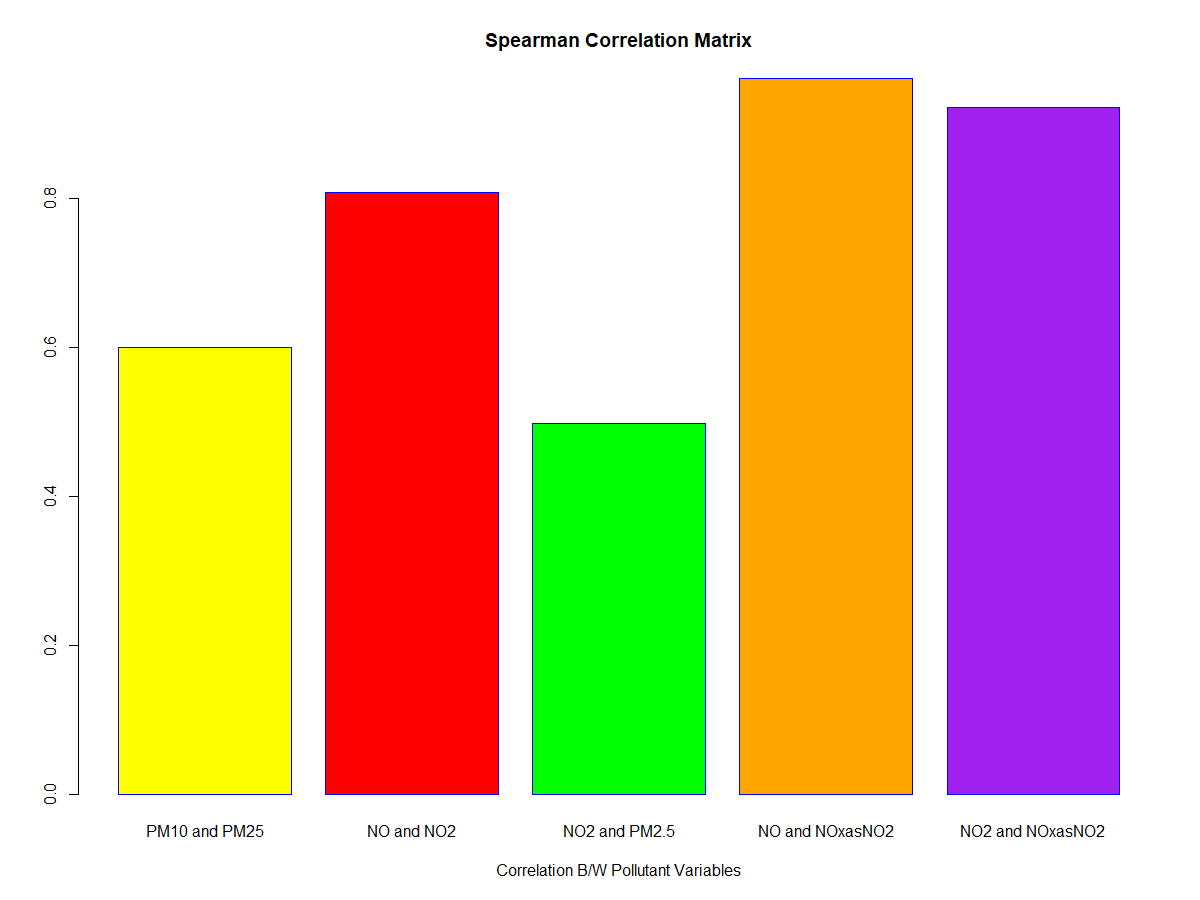 Spearman Correlation Matrix
0.8
0.6
0.4
0.2
0.0
PM10 and PM25
NO and NO2
NO2 and PM2.5
NO and NOxasNO2
NO2 and NOxasNO2
Correlation B/W Pollutant Variables